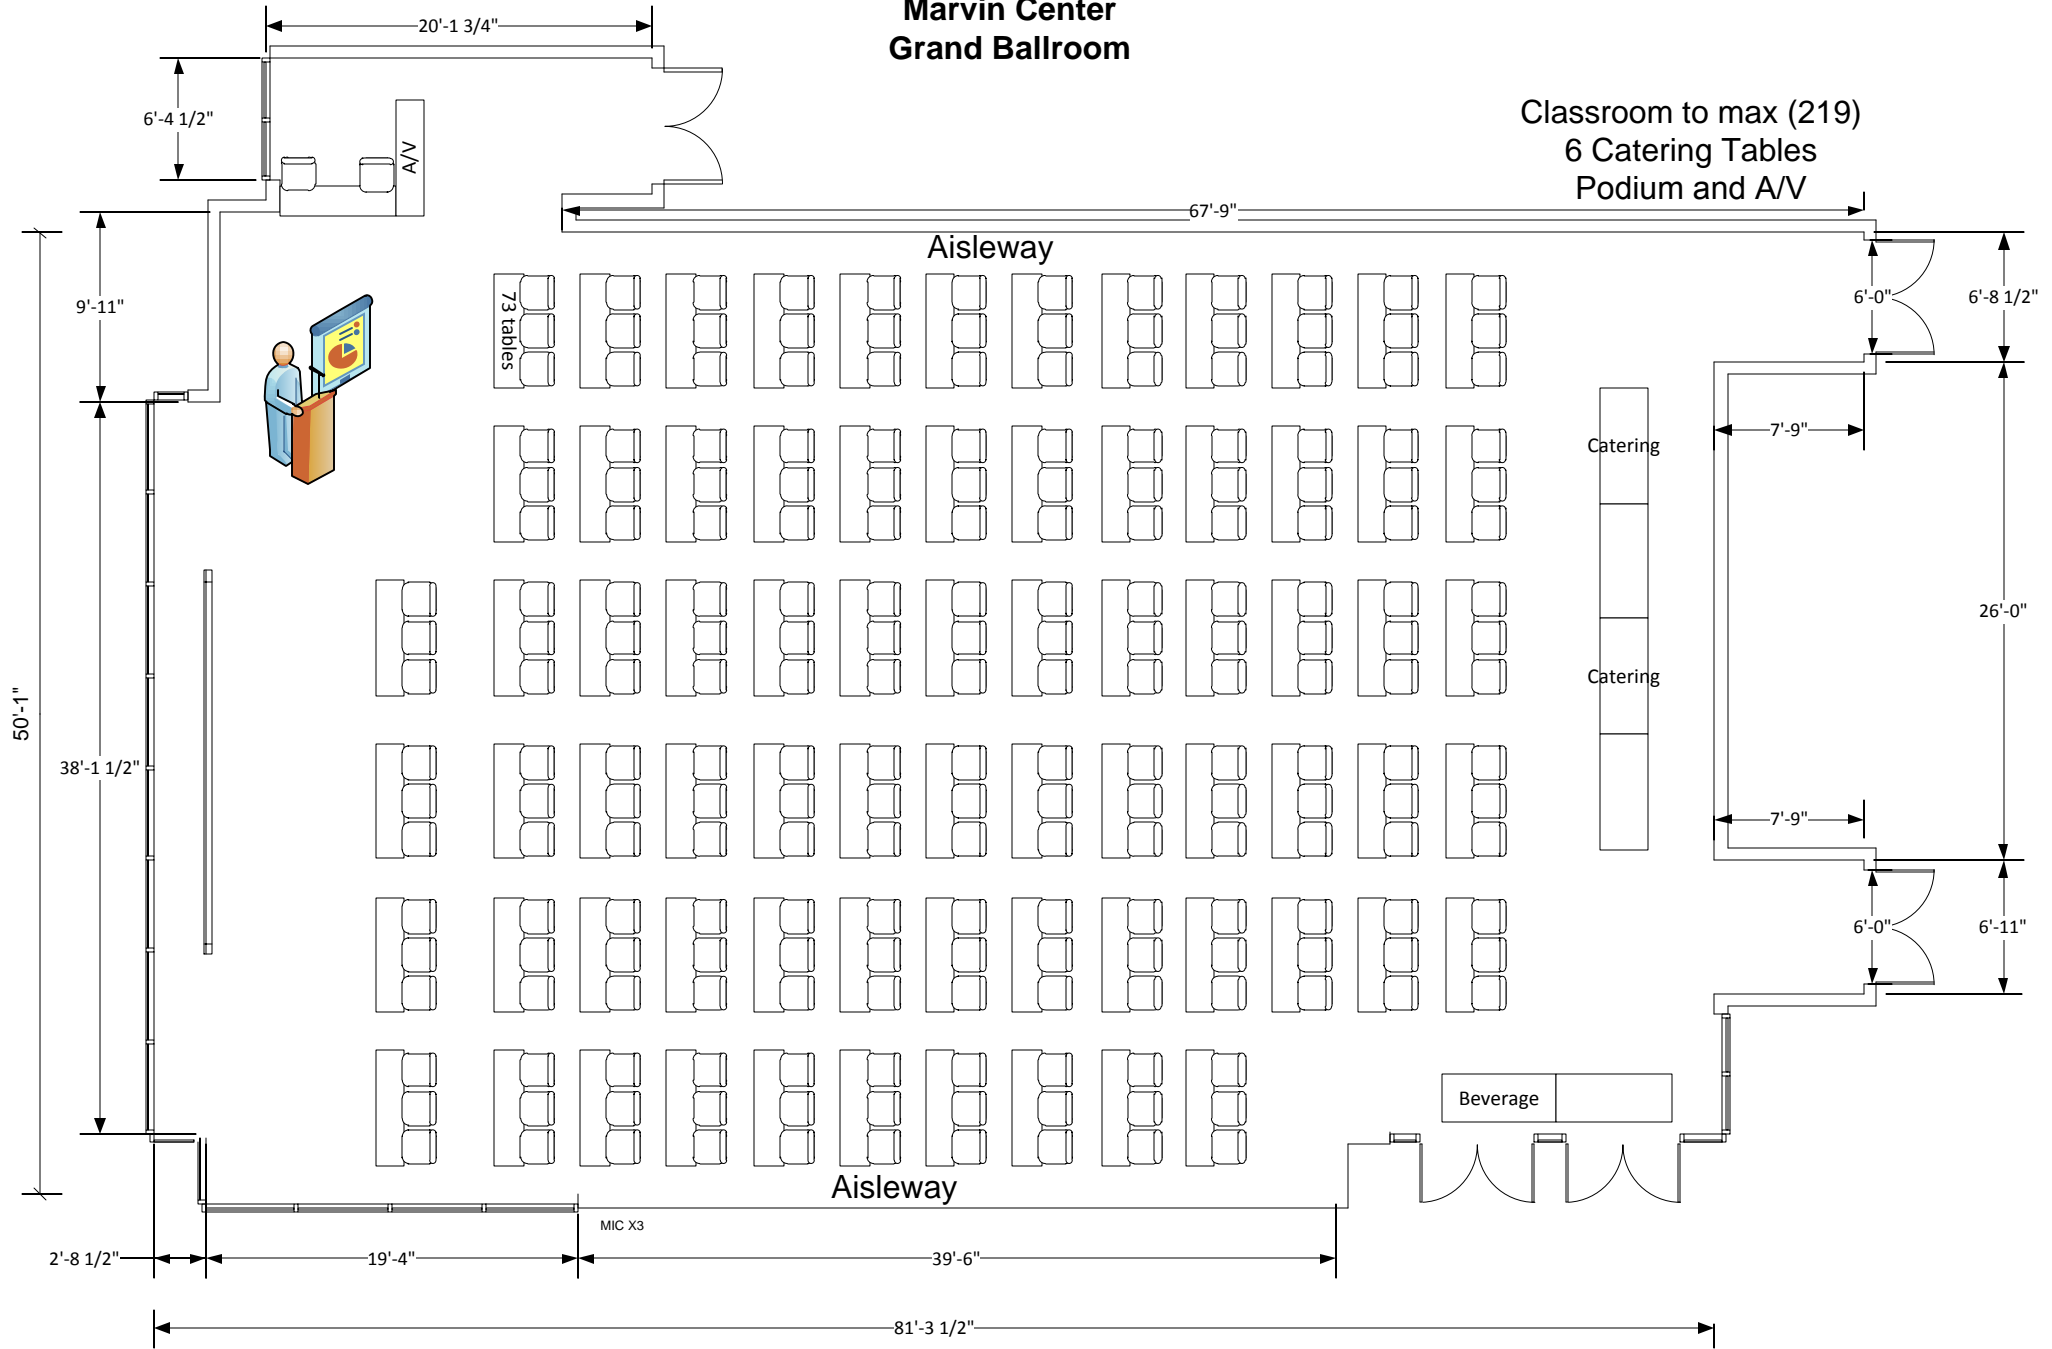 Marvin Center
Grand Ballroom
20'-1 3/4"
6'-4 1/2"
A/V
Classroom to max (219)
6 Catering Tables
Podium and A/V
67'-9"
Aisleway
9'-11"
73 tables
6'-0"
6'-8 1/2"
7'-9"
Catering
26'-0"
Catering
50'-1"
38'-1 1/2"
7'-9"
6'-0"
6'-11"
Beverage
Aisleway
MIC X3
2'-8 1/2"
19'-4"
39'-6"
81'-3 1/2"